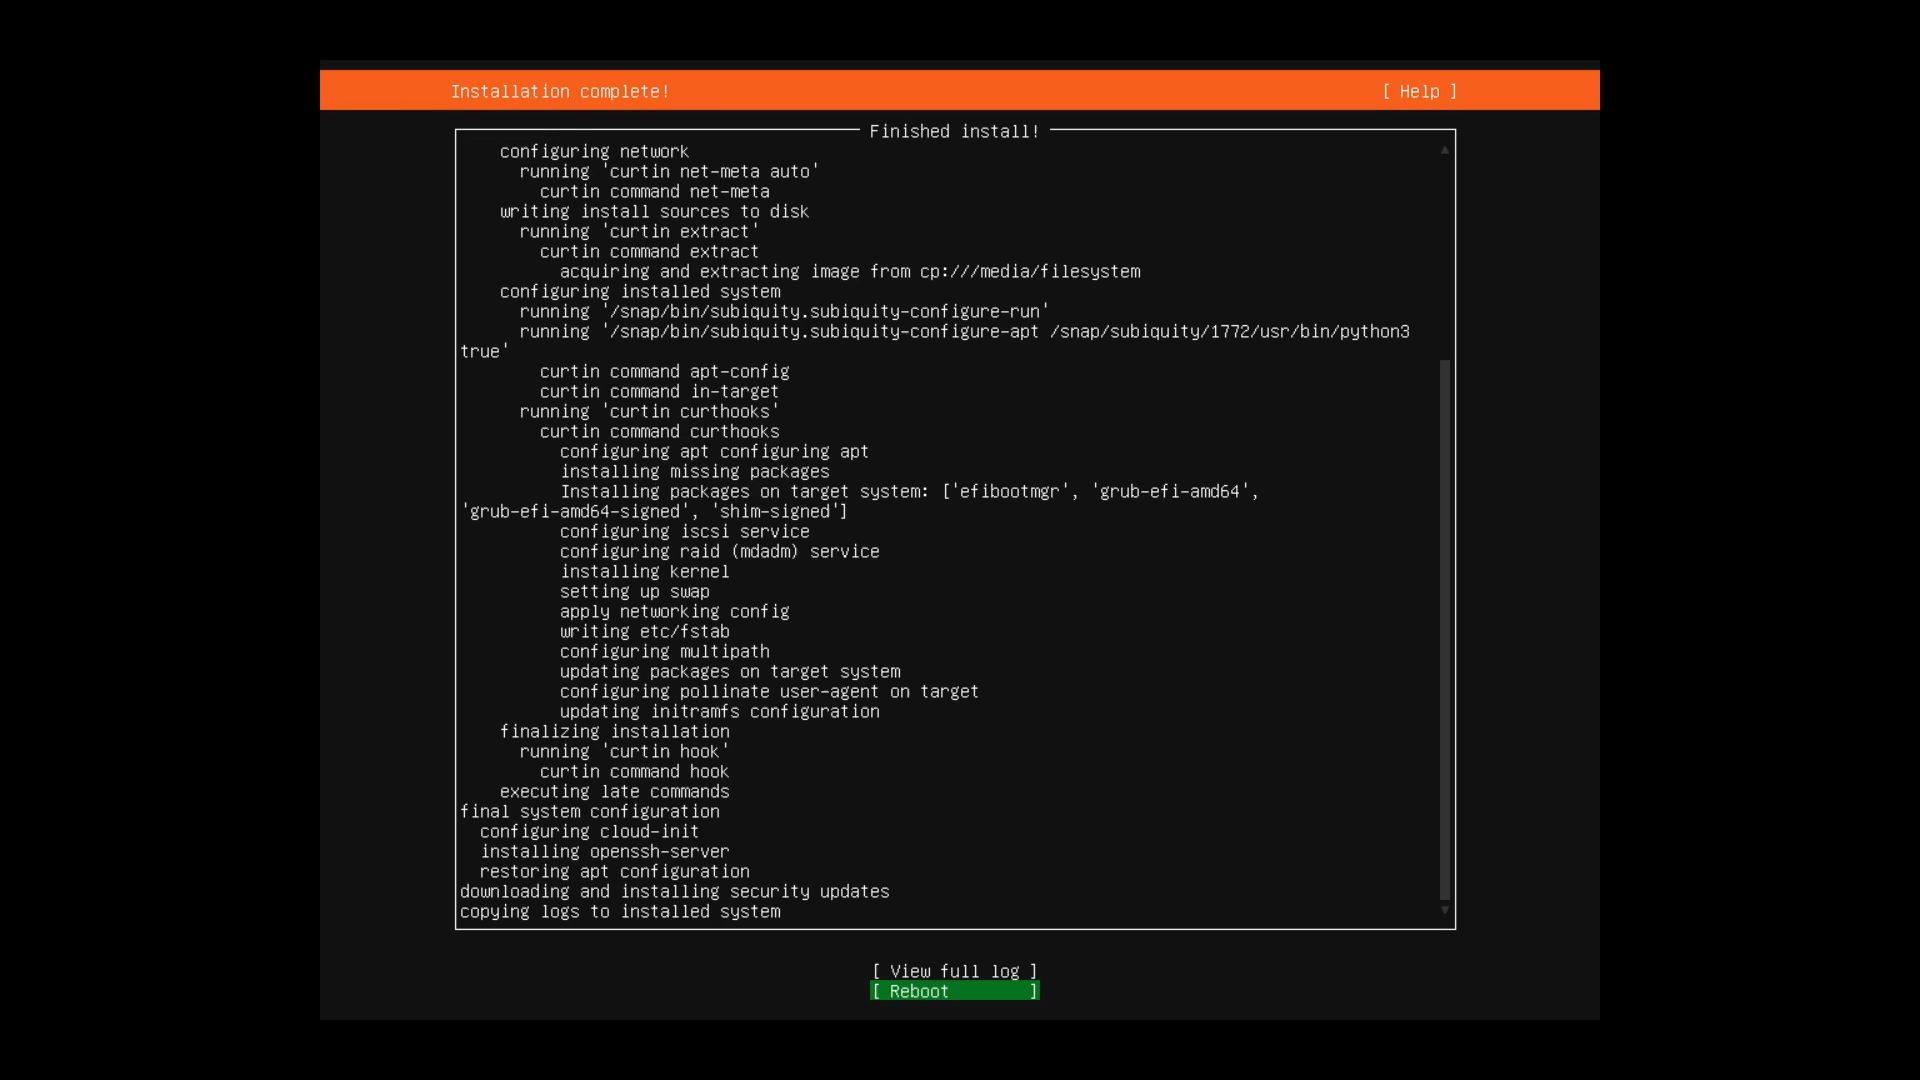 Installation complete! [ Help ]
Finished install!
configuring network
running 'curtin net-meta auto'
curtin command net-meta
writing install sources to disk
running 'curtin extract'
curtin command extract
acquiring and extracting image from cp:///media/filesystem
configuring installed system
running '/snap/bin/subiquity.subiquity-configure-run'
running '/snap/bin/subiquity.subiquity-configure-apt /snap/subiquity/1772/usr/bin/python3
true'
curtin command apt-config
curtin command in-target
running 'curtin curthooks'
curtin command curthooks
configuring apt configuring apt
installing missing packages
Installing packages on target system: ['efibootmgr', 'grub-efi-amd64',
'grub-efi-amd64-signed', 'shim-signed']
configuring iscsi service
configuring raid (mdadm) service
installing kernel
setting up swap
apply networking config
writing etc/fstab
configuring multipath
updating packages on target system
configuring pollinate user-agent on target
updating initramfs configuration
finalizing installation
running 'curtin hook'
curtin command hook
executing late commands
final system configuration
configuring cloud-init
installing openssh-server
restoring apt configuration
downloading and installing security updates
copying logs to installed system
[ View full log ]
[ Reboot ]